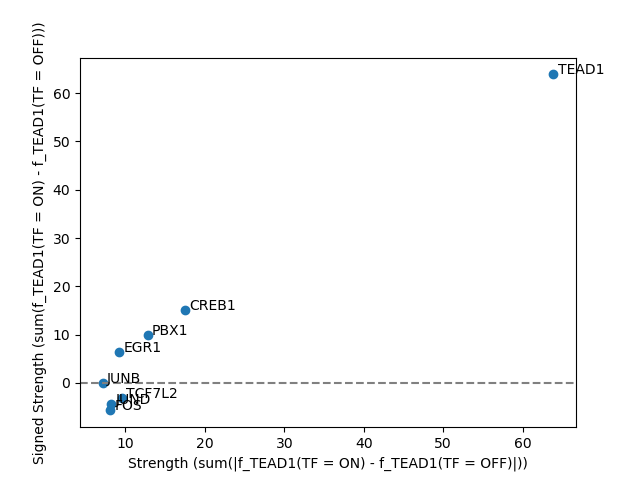 Signed Strength (sum(f_TEAD1(TF = ON) - f_TEAD1(TF = OFF)))
60
50
40
30
20
10
0
TEAD1
CREB1
PBX1
EGR1
JUNB
TCF7L2
JUND
FOS
10
20
30
40
50
60
Strength (sum(|f_TEAD1(TF = ON) - f_TEAD1(TF = OFF)|))